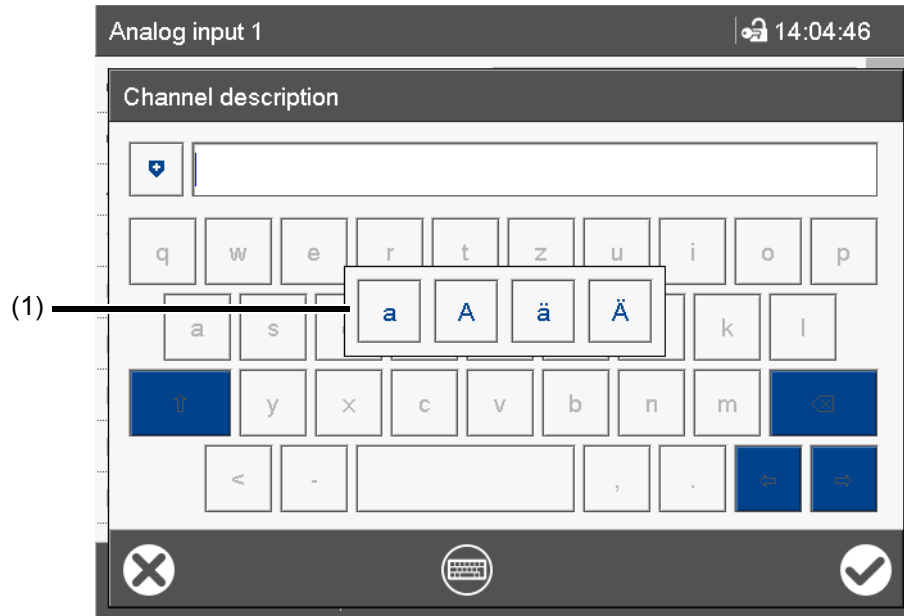 Analog input 1 14:04:46
Channel description
q w e r t z u i o p
(1) a A ä Ä
a s k l
⇧ y x c v b n m ⌫
< - , . ⇦ ⇨